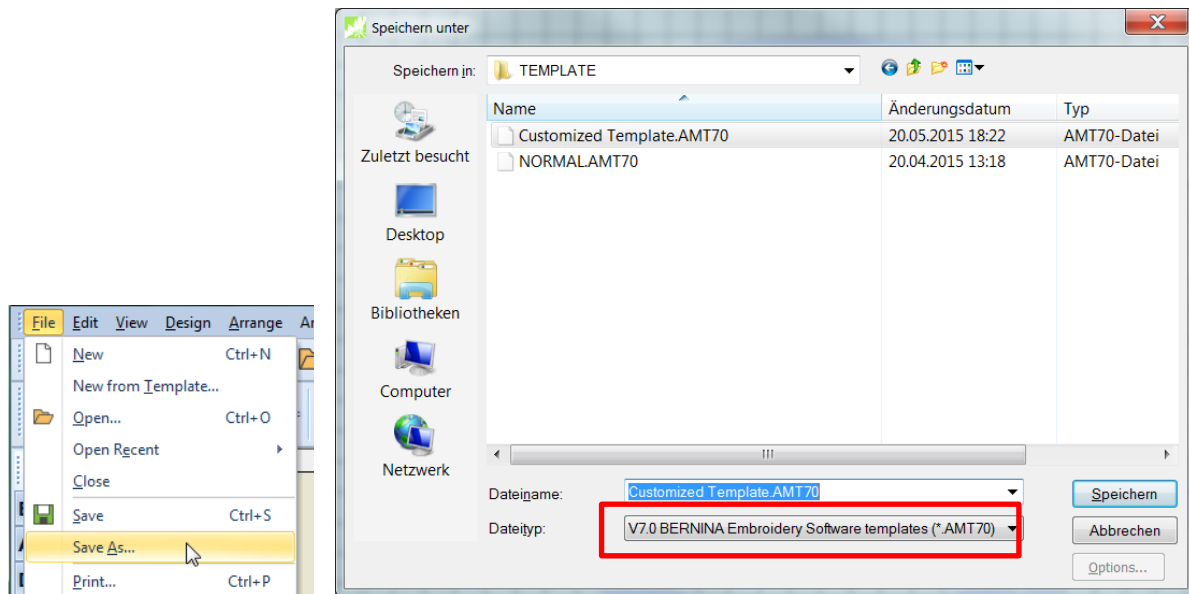 File Edit View Design Arrange Ar
New Ctrl+N
New from Template...
Open... Ctrl+O
Open Recent
Close
Save Ctrl+S
Save As...
Print... Ctrl+P
Speichern unter
Speichern in: TEMPLATE
Name Änderungsdatum Typ
Customized Template.AMT70 20.05.2015 18:22 AMT70-Datei
NORMAL.AMT70 20.04.2015 13:18 AMT70-Datei
Zuletzt besucht
Desktop
Bibliotheken
Computer
Netzwerk
Dateiname: Customized Template.AMT70 Speichern
Dateityp: V7.0 BERNINA Embroidery Software templates (*.AMT70) Abbrechen
Options...